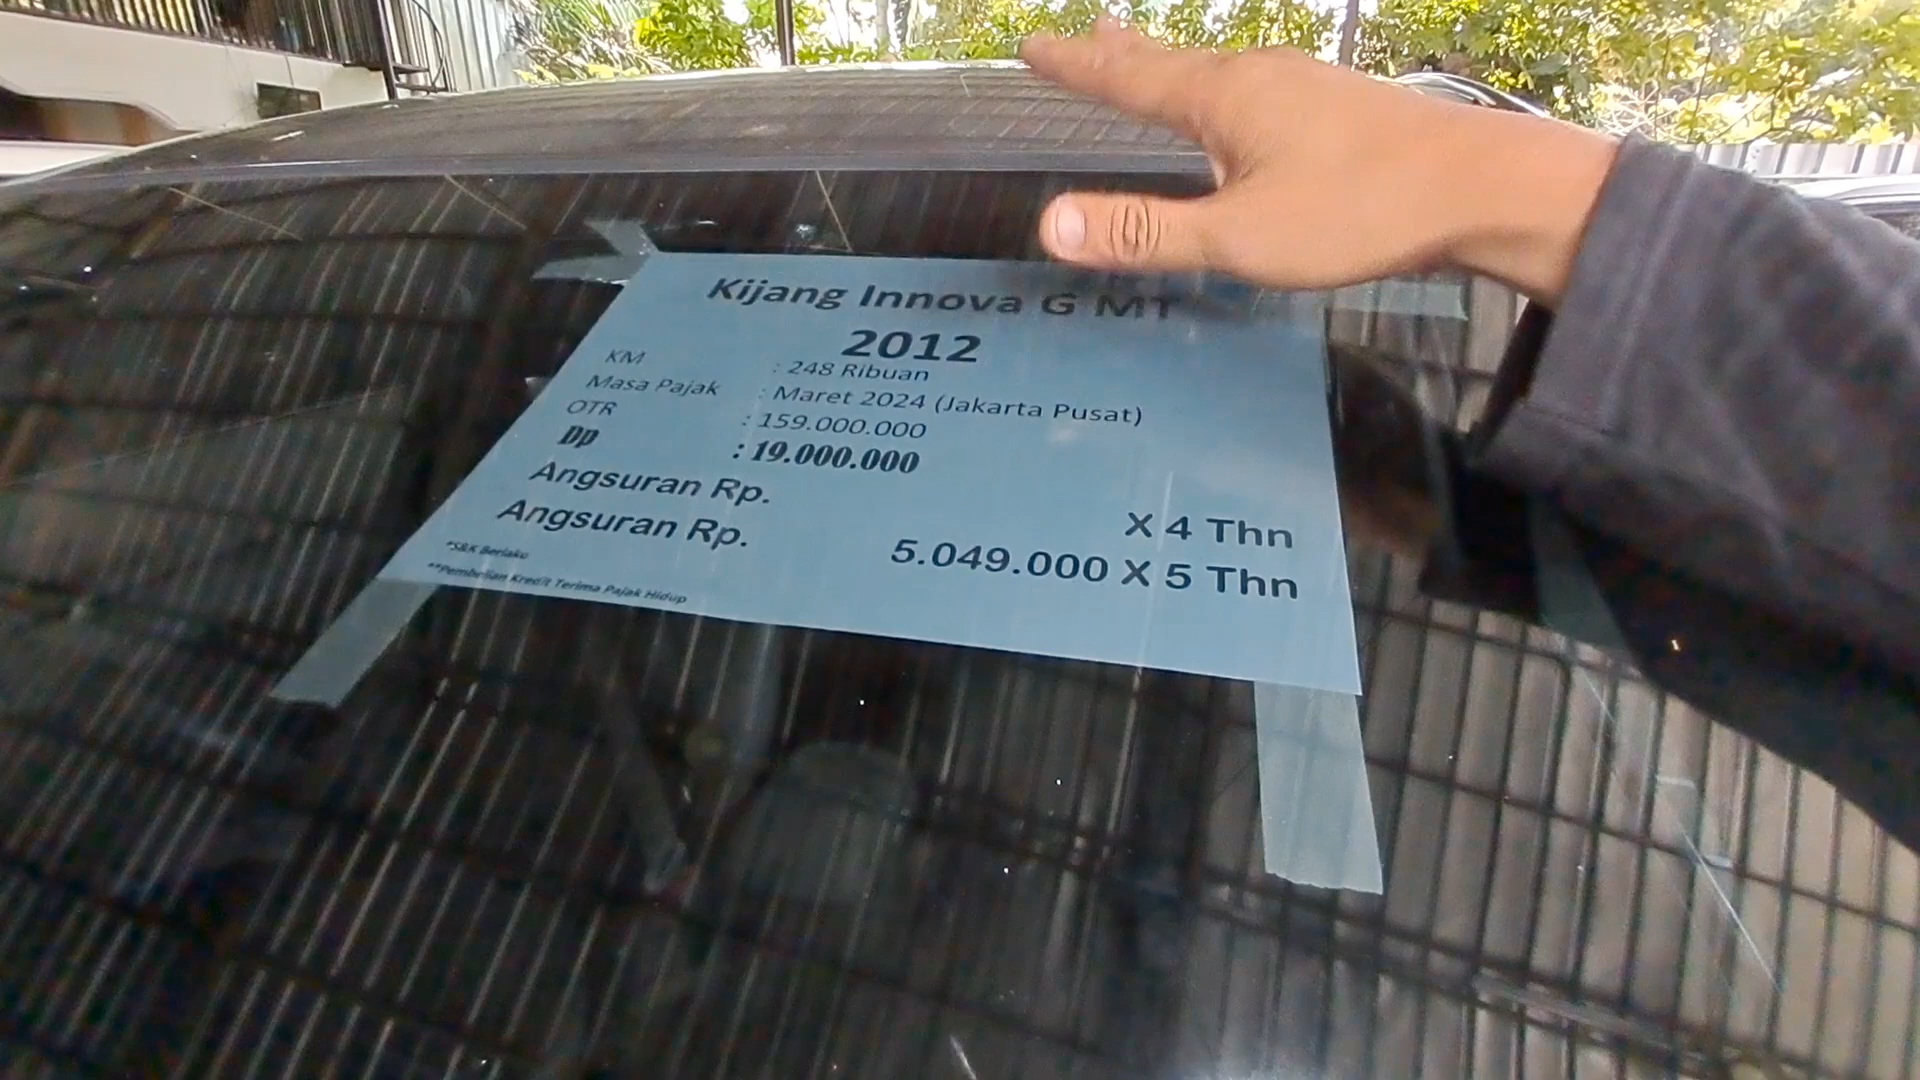 Kijang Innova G MT
2012
KM : 248 Ribuan
Masa Pajak : Maret 2024 (Jakarta Pusat)
OTR : 159.000.000
Dp : 19.000.000
Angsuran Rp. X 4 Thn
Angsuran Rp. 5.049.000 X 5 Thn
*S&K Berlaku
**Pembelian Kredit Terima Pajak Hidup